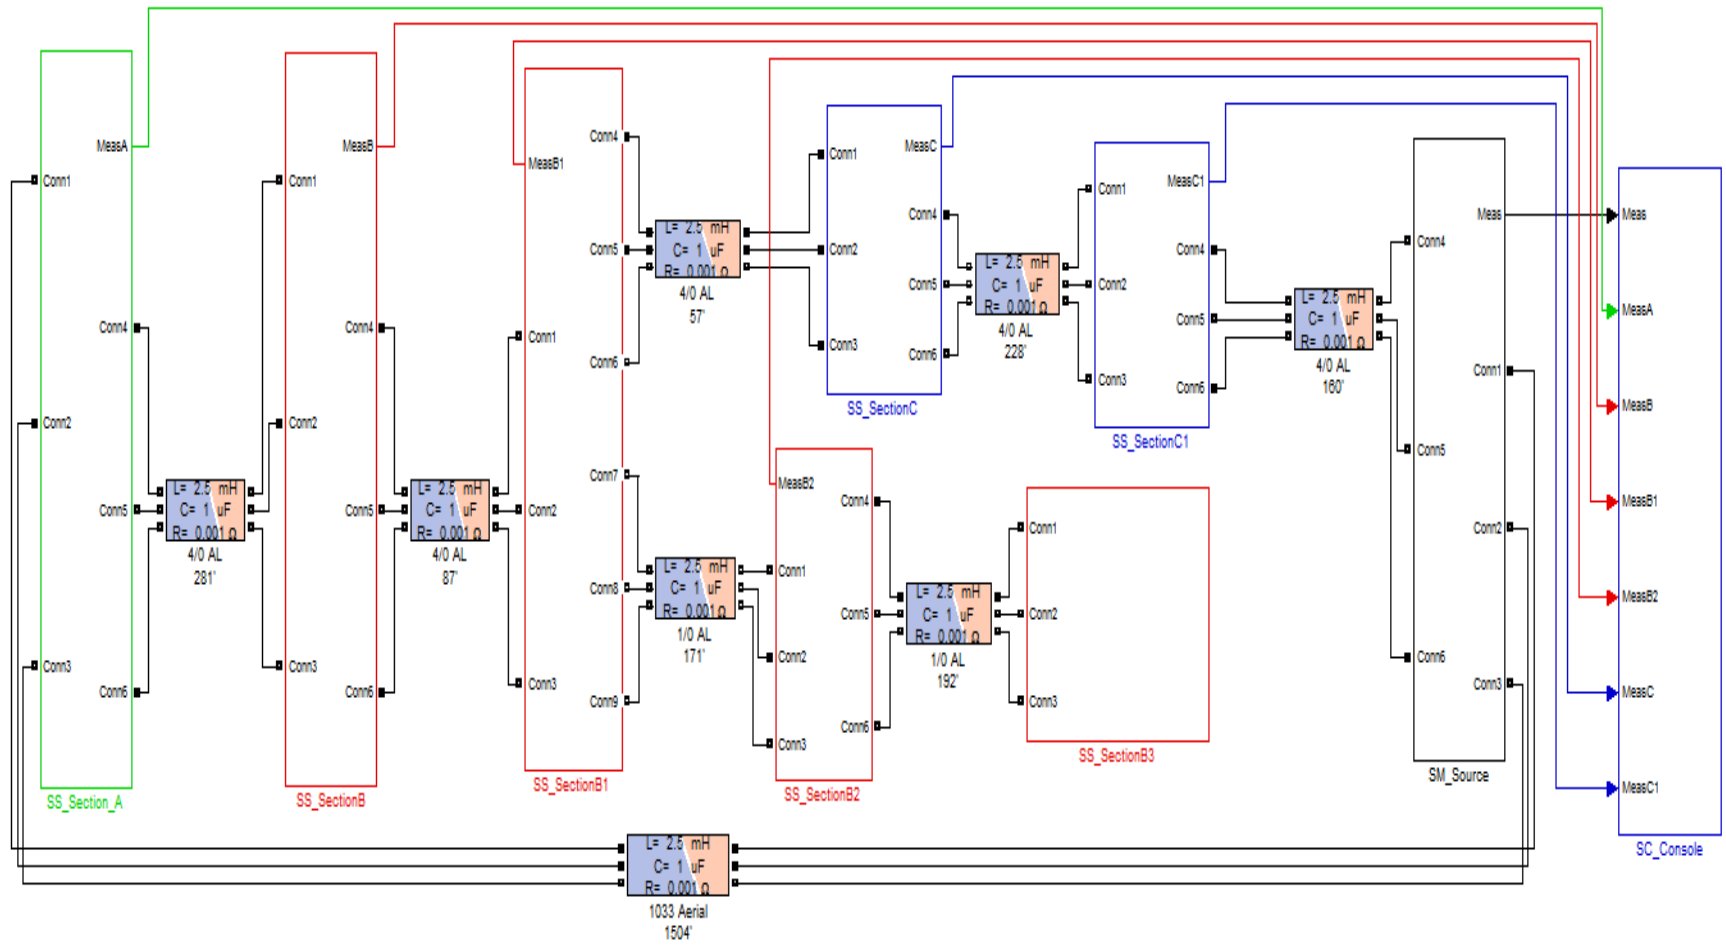 MeasA
Conn1
Conn4
Conn2
Conn5
Conn3
Conn6
SS_Section_A
L= 2.5 mH
C= 1 uF
R= 0.001 Ω
4/0 AL
281'
MeasB
Conn1
Conn4
Conn2
Conn5
Conn3
Conn6
SS_SectionB
L= 2.5 mH
C= 1 uF
R= 0.001 Ω
4/0 AL
87'
Conn4
MeasB1
Conn5
Conn1
Conn6
Conn7
Conn2
Conn8
Conn3
Conn9
SS_SectionB1
L= 2.5 mH
C= 1 uF
R= 0.001 Ω
4/0 AL
57'
L= 2.5 mH
C= 1 uF
R= 0.001 Ω
1/0 AL
171'
MeasC
Conn1
Conn4
Conn2
Conn5
Conn3
Conn6
SS_SectionC
MeasB2
Conn4
Conn1
Conn5
Conn2
Conn6
Conn3
SS_SectionB2
L= 2.5 mH
C= 1 uF
R= 0.001 Ω
4/0 AL
228'
L= 2.5 mH
C= 1 uF
R= 0.001 Ω
1/0 AL
192'
MeasC1
Conn1
Conn4
Conn2
Conn5
Conn3
Conn6
SS_SectionC1
Conn1
Conn2
Conn3
SS_SectionB3
L= 2.5 mH
C= 1 uF
R= 0.001 Ω
4/0 AL
160'
Meas
Conn4
Conn1
Conn5
Conn2
Conn6
Conn3
SM_Source
Meas
MeasA
MeasB
MeasB1
MeasB2
MeasC
MeasC1
SC_Console
L= 2.5 mH
C= 1 uF
R= 0.001 Ω
1033 Aerial
1504'